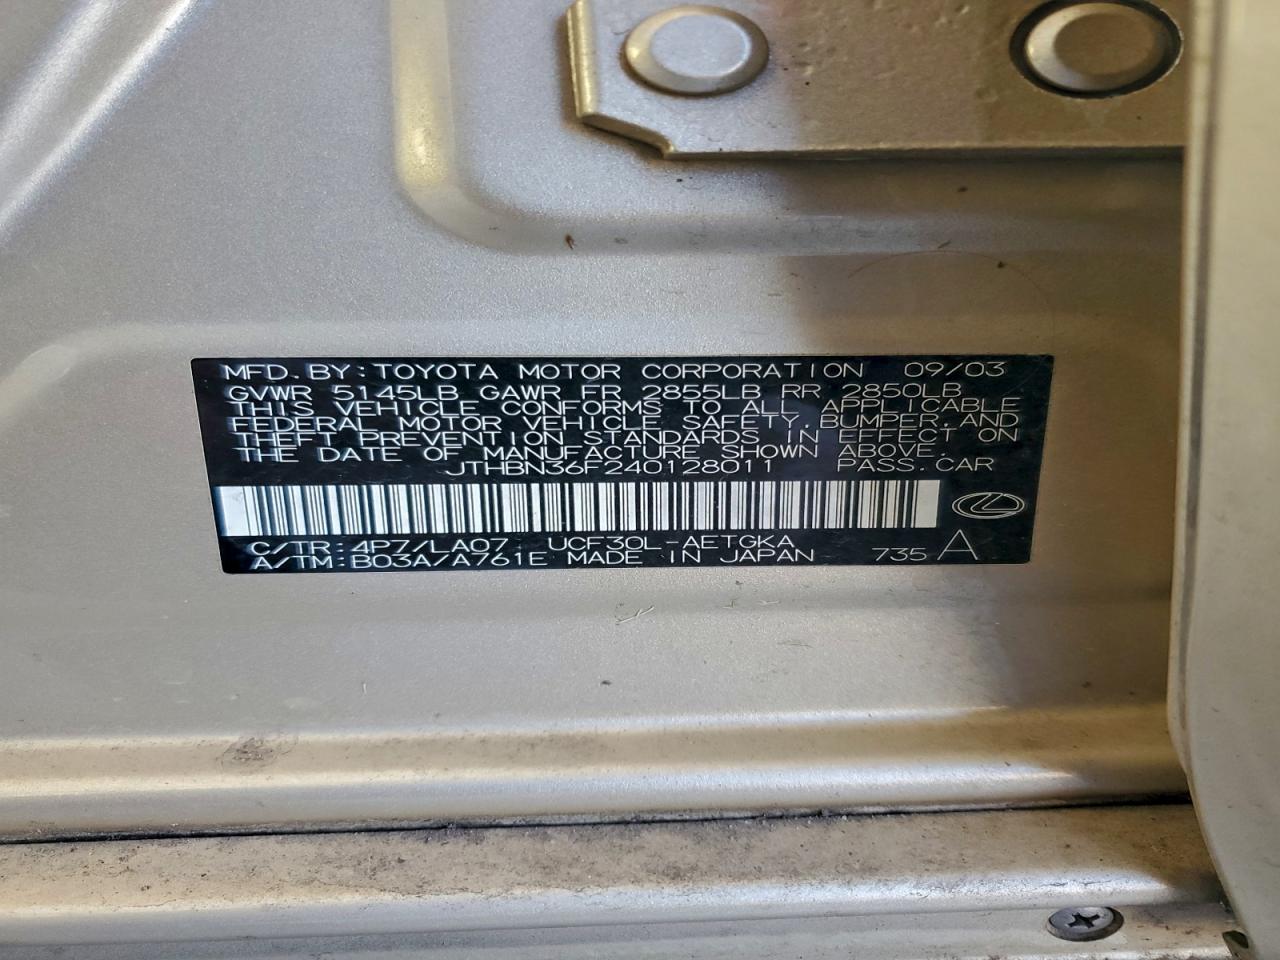 MFD. BY: TOYOTA MOTOR CORPORATION 09/03
GVWR 5145LB GAWR FR 2855LB RR 2850LB
THIS VEHICLE CONFORMS TO ALL APPLICABLE
FEDERAL MOTOR VEHICLE SAFETY, BUMPER, AND
THEFT PREVENTION STANDARDS IN EFFECT ON
THE DATE OF MANUFACTURE SHOWN ABOVE.
JTHBN36F240128011 PASS. CAR
C/TR: 4P7/LA07 UCF30L-AETGKA
A/TM: B03A/A761E MADE IN JAPAN 735 A